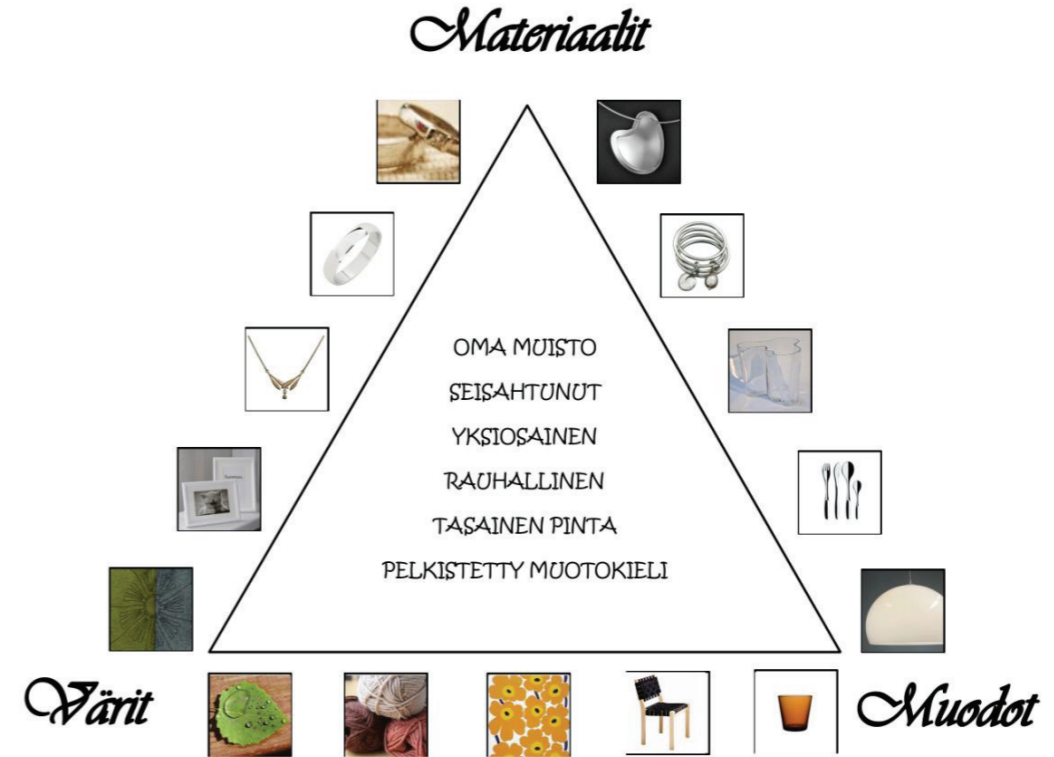 Materiaalit
OMA MUISTO
SEISAHTUNUT
YKSIOSAINEN
RAUHALLINEN
TASAINEN PINTA
PELKISTETTY MUOTOKIELI
Värit
Muodot